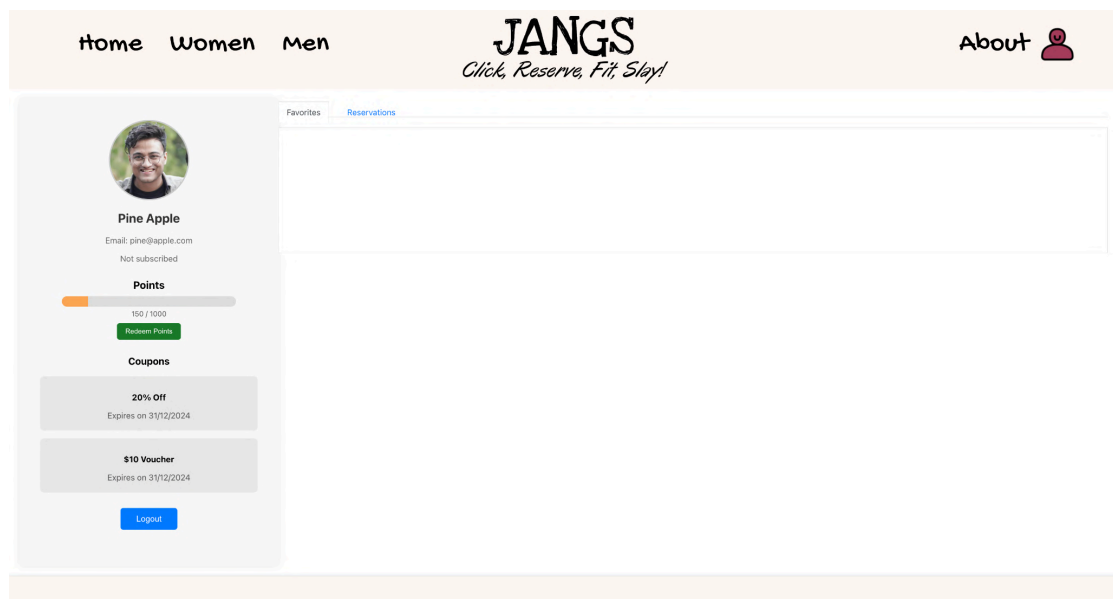 Home Women Men
JANGS
Click, Reserve, Fit, Slay!
About
Favorites Reservations
Pine Apple
Email: pine@apple.com
Not subscribed
Points
150 / 1000
Redeem Points
Coupons
20% Off
Expires on 31/12/2024
$10 Voucher
Expires on 31/12/2024
Logout